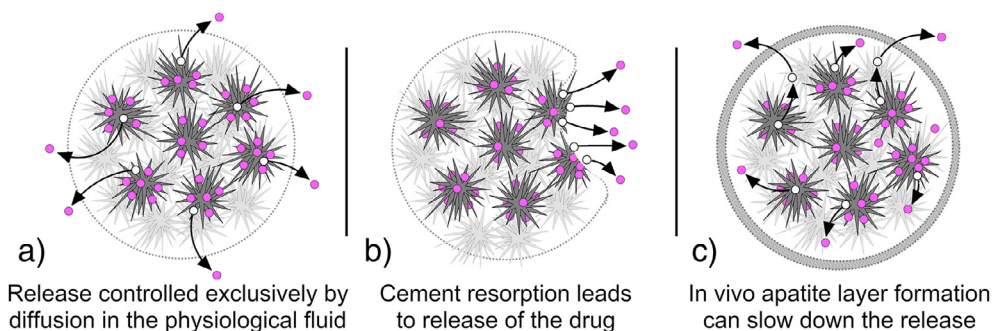 a)
Release controlled exclusively by
diffusion in the physiological fluid
b)
Cement resorption leads
to release of the drug
c)
In vivo apatite layer formation
can slow down the release